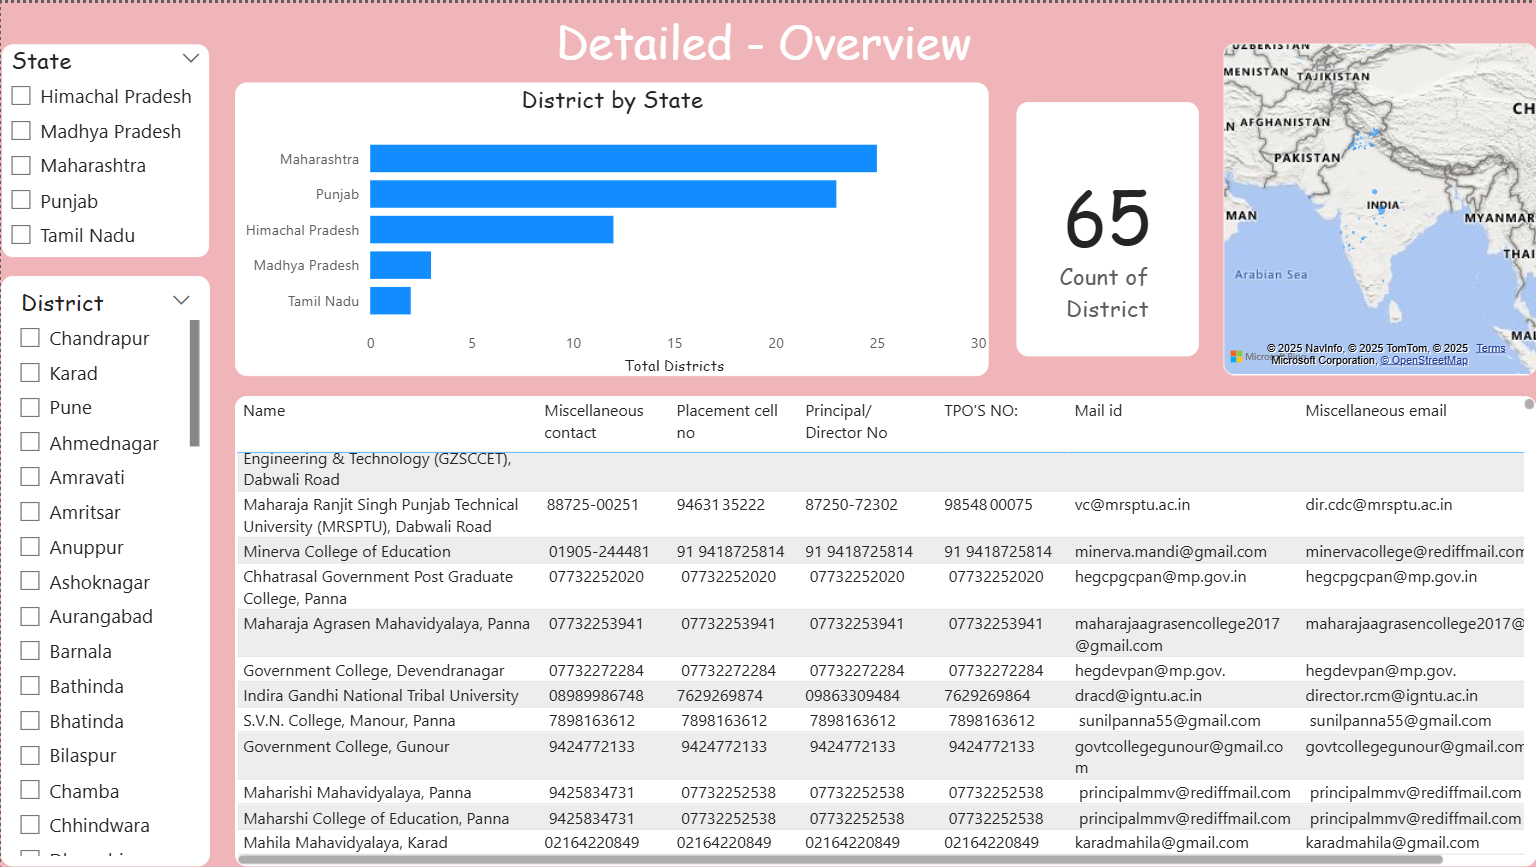 Detailed - Overview
State
Himachal Pradesh
Madhya Pradesh
Maharashtra
Punjab
Tamil Nadu
District
Chandrapur
Karad
Pune
Ahmednagar
Amravati
Amritsar
Anuppur
Ashoknagar
Aurangabad
Barnala
Bathinda
Bhatinda
Bilaspur
Chamba
Chhindwara
District by State
Maharashtra
Punjab
Himachal Pradesh
Madhya Pradesh
Tamil Nadu
0 5 10 15 20 25 30
Total Districts
65
Count of
District
UZBEKISTAN
MENISTAN TAJIKISTAN
CH
N AFGHANISTAN
PAKISTAN
INDIA
MAN
MYANMAR
THAI
Arabian Sea
MAL
© 2025 NavInfo, © 2025 TomTom, © 2025 Terms
Microsoft Corporation, © OpenStreetMap
Name Miscellaneous contact Placement cell no Principal/ Director No TPO'S NO: Mail id Miscellaneous email
Engineering & Technology (GZSCCET),
Dabwali Road
Maharaja Ranjit Singh Punjab Technical 88725-00251 94631 35222 87250-72302 98548 00075 vc@mrsptu.ac.in dir.cdc@mrsptu.ac.in
University (MRSPTU), Dabwali Road
Minerva College of Education 01905-244481 91 9418725814 91 9418725814 91 9418725814 minerva.mandi@gmail.com minervacollege@rediffmail.com
Chhatrasal Government Post Graduate 07732252020 07732252020 07732252020 07732252020 hegcpgcpan@mp.gov.in hegcpgcpan@mp.gov.in
College, Panna
Maharaja Agrasen Mahavidyalaya, Panna 07732253941 07732253941 07732253941 07732253941 maharajaagrasencollege2017 maharajaagrasencollege2017@
@gmail.com
Government College, Devendranagar 07732272284 07732272284 07732272284 07732272284 hegdevpan@mp.gov. hegdevpan@mp.gov.
Indira Gandhi National Tribal University 08989986748 7629269874 09863309484 7629269864 dracd@igntu.ac.in director.rcm@igntu.ac.in
S.V.N. College, Manour, Panna 7898163612 7898163612 7898163612 7898163612 sunilpanna55@gmail.com sunilpanna55@gmail.com
Government College, Gunour 9424772133 9424772133 9424772133 9424772133 govtcollegegunour@gmail.co govtcollegegunour@gmail.com
m
Maharishi Mahavidyalaya, Panna 9425834731 07732252538 07732252538 07732252538 principalmmv@rediffmail.com principalmmv@rediffmail.com
Maharshi College of Education, Panna 9425834731 07732252538 07732252538 07732252538 principalmmv@rediffmail.com principalmmv@rediffmail.com
Mahila Mahavidyalaya, Karad 02164220849 02164220849 02164220849 02164220849 karadmahila@gmail.com karadmahila@gmail.com